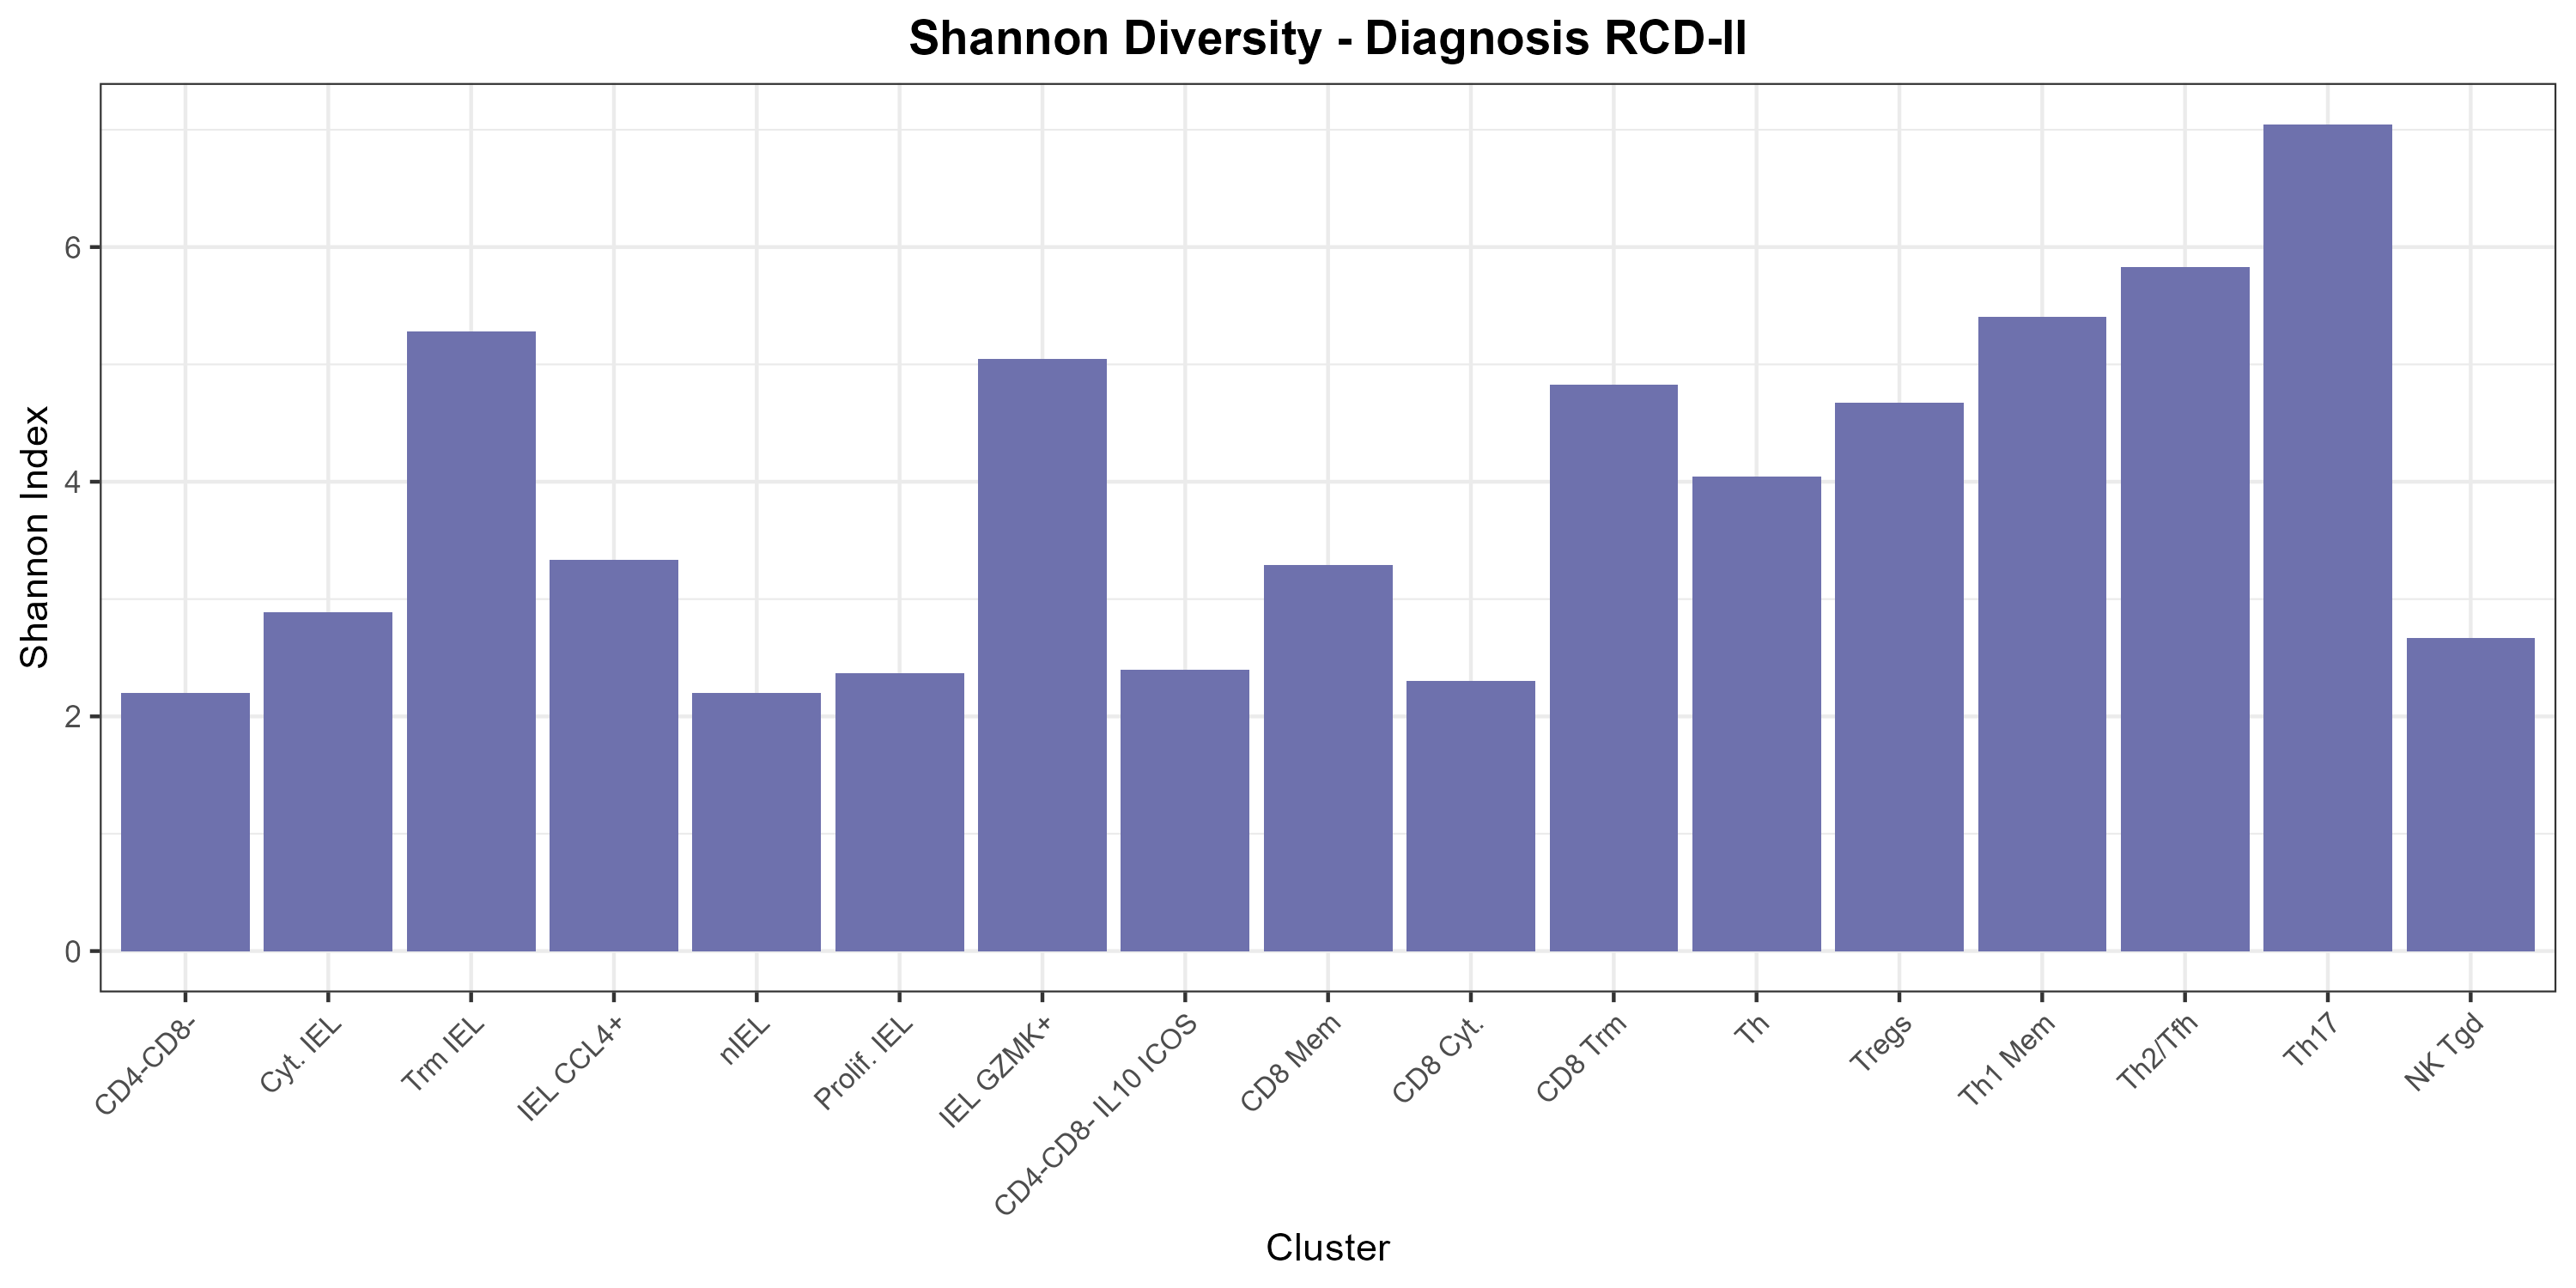 Shannon Diversity - Diagnosis RCD-II
Shannon Index
6
4
2
0
CD4-CD8-
Cyt. IEL
Trm IEL
IEL CCL4+
nIEL
Prolif. IEL
IEL GZMK+
CD4-CD8- IL10 ICOS
CD8 Mem
CD8 Cyt.
CD8 Trm
Th
Tregs
Th1 Mem
Th2/Tfh
Th17
NK Tgd
Cluster